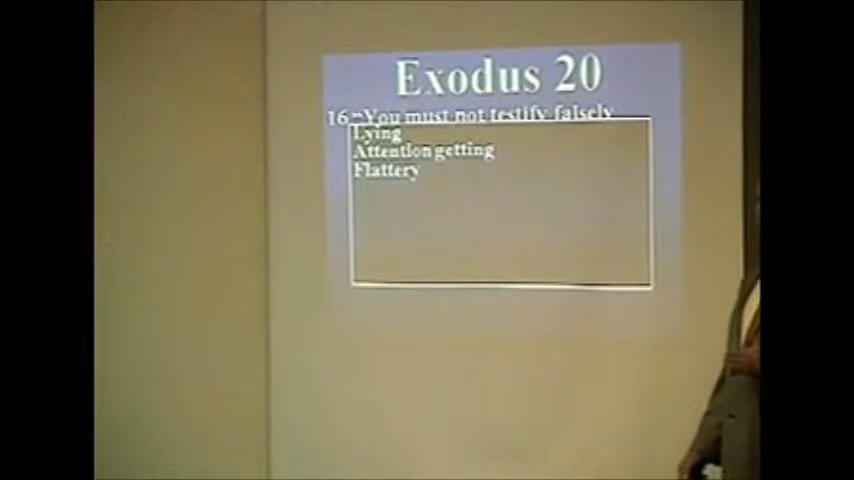 Exodus 20
16 "You must not testify falsely
Lying
Attention getting
Flattery